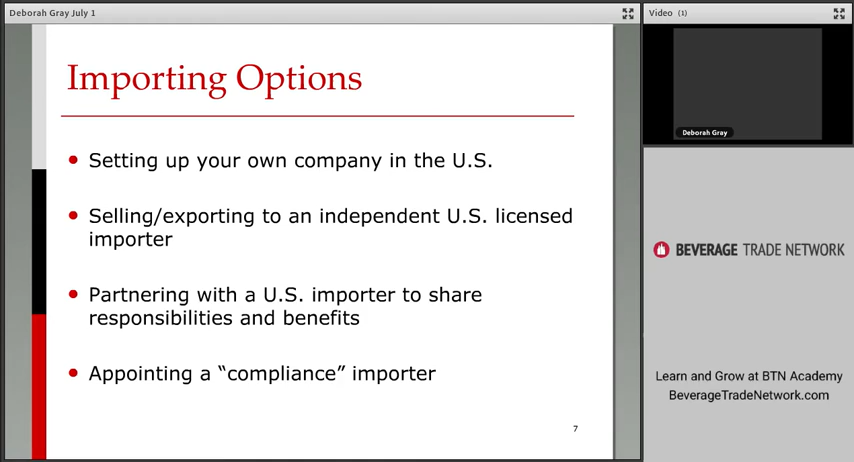 Deborah Gray July 1
Importing Options
• Setting up your own company in the U.S.
• Selling/exporting to an independent U.S. licensed
importer
• Partnering with a U.S. importer to share
responsibilities and benefits
• Appointing a “compliance” importer
7
Video (1)
Deborah Gray
BEVERAGE TRADE NETWORK
Learn and Grow at BTN Academy
BeverageTradeNetwork.com